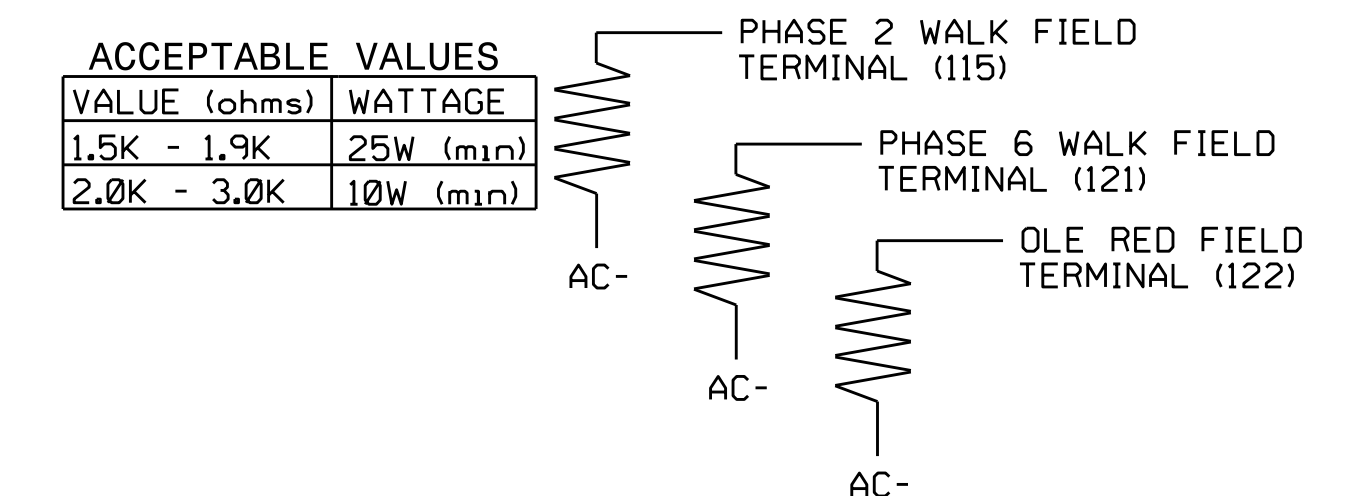 ACCEPTABLE VALUES
VALUE (ohms) WATTAGE
1.5K - 1.9K 25W (min)
2.0K - 3.0K 10W (min)
PHASE 2 WALK FIELD
TERMINAL (115)
AC-
PHASE 6 WALK FIELD
TERMINAL (121)
AC-
OLE RED FIELD
TERMINAL (122)
AC-